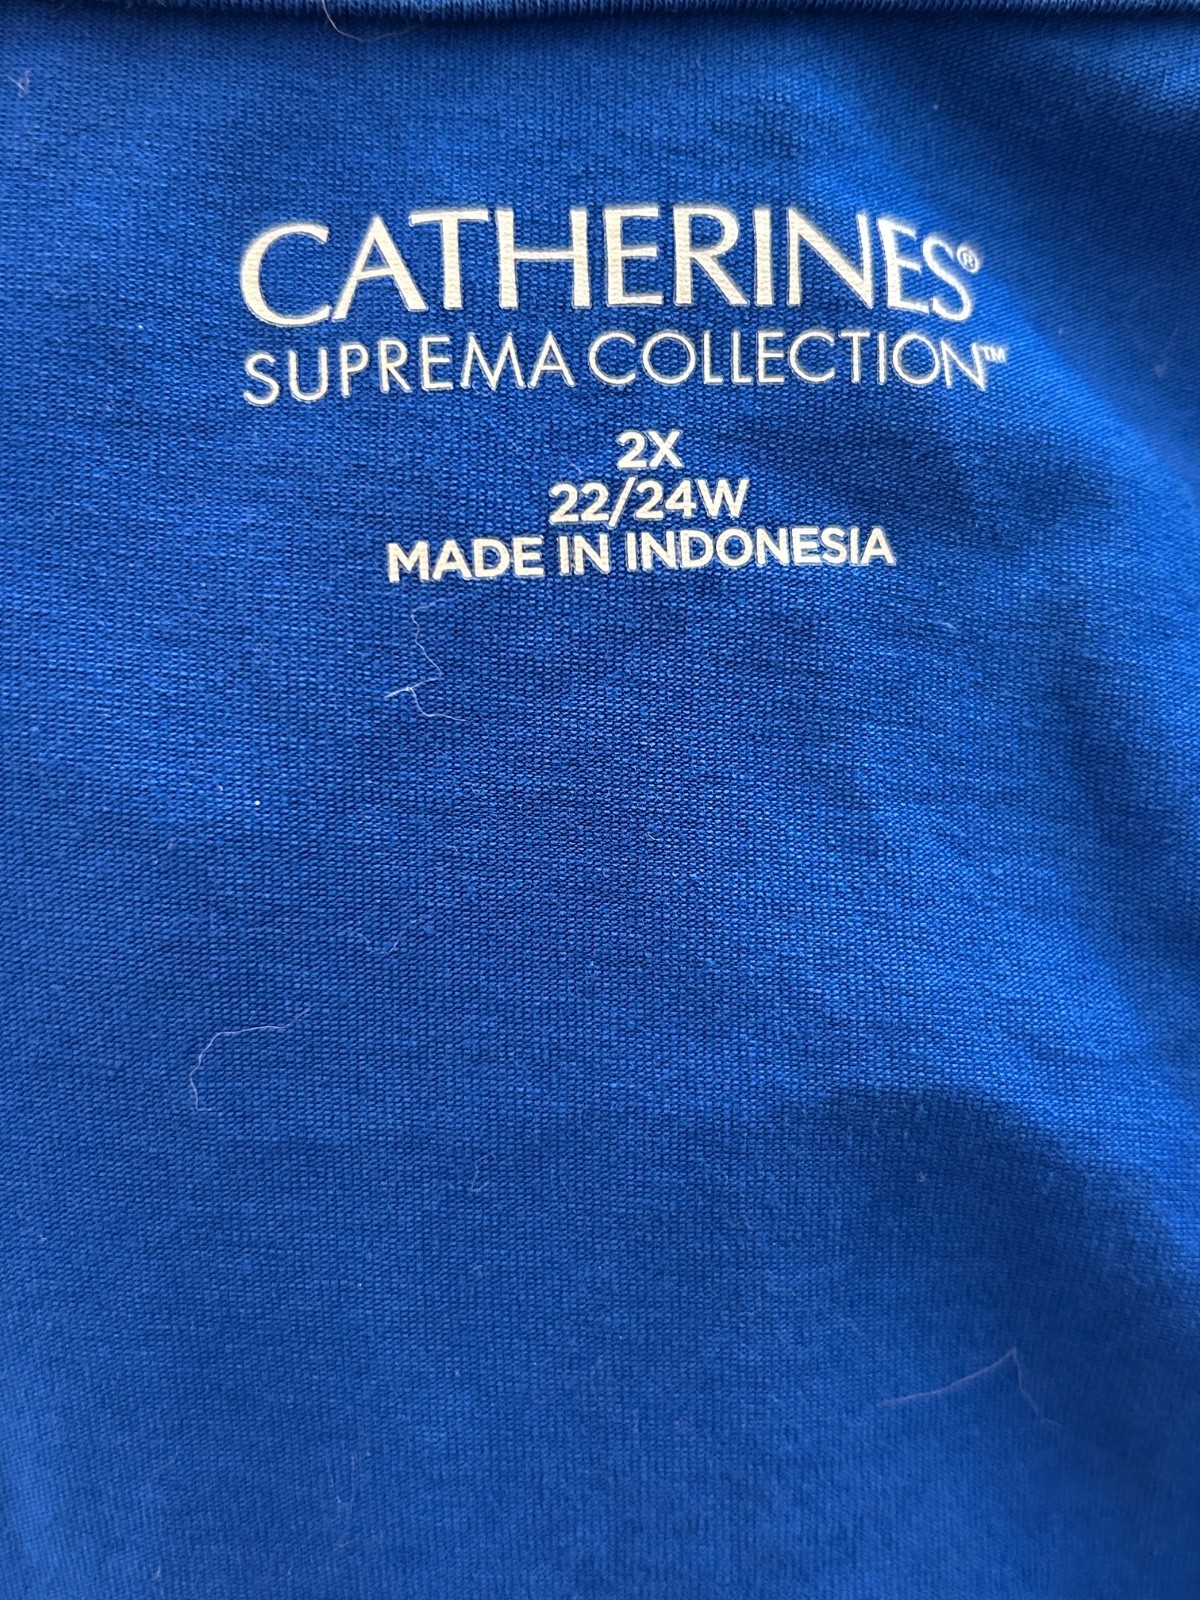 CATHERINES®
SUPREMA COLLECTION™
2X
22/24W
MADE IN INDONESIA